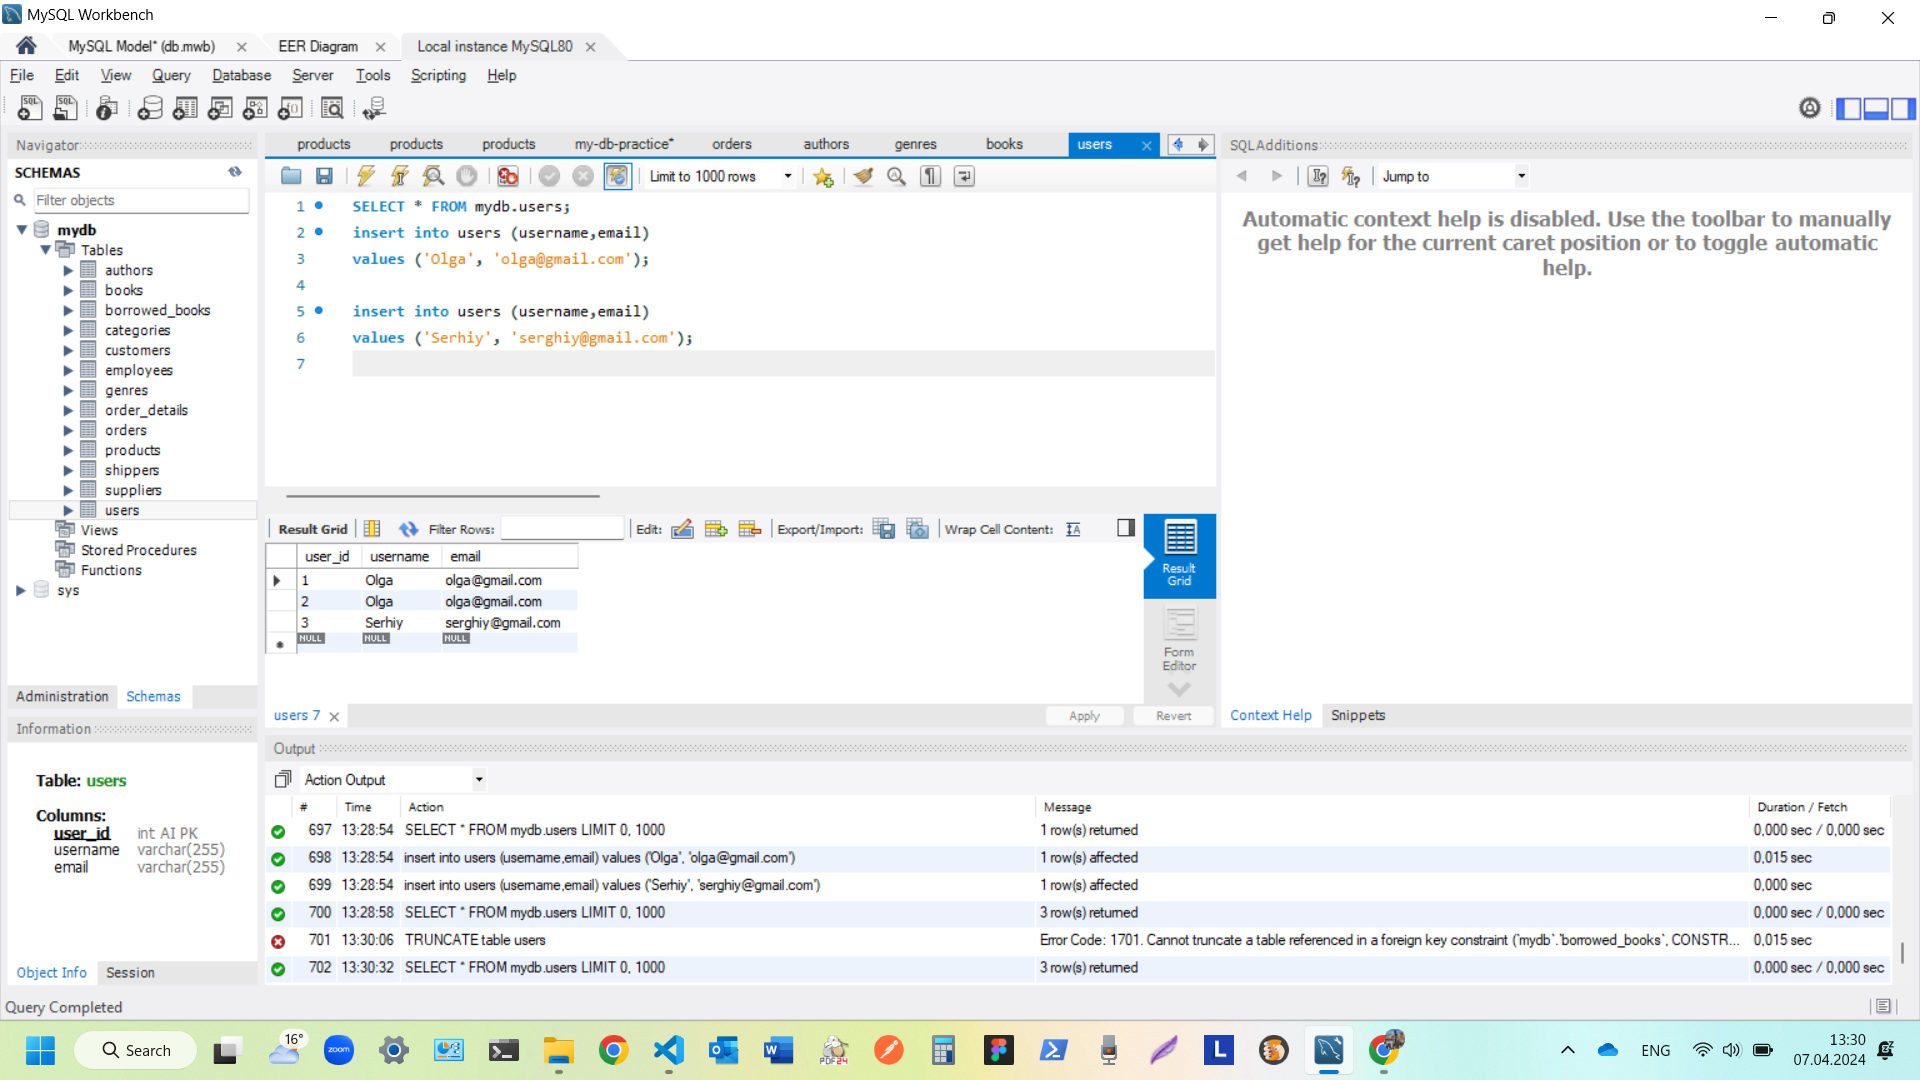 MySQL Workbench
MySQL Model* (db.mwb)
EER Diagram
Local instance MySQL80
File Edit View Query Database Server Tools Scripting Help
Navigator
SCHEMAS
Filter objects
mydb
Tables
authors
books
borrowed_books
categories
customers
employees
genres
order_details
orders
products
shippers
suppliers
users
Views
Stored Procedures
Functions
sys
Administration Schemas
Information
Table: users
Columns:
user_id int AI PK
username varchar(255)
email varchar(255)
Object Info Session
Query Completed
products products products my-db-practice* orders authors genres books users
Limit to 1000 rows
1 SELECT * FROM mydb.users;
2 insert into users (username,email)
3 values ('Olga', 'olga@gmail.com');
4
5 insert into users (username,email)
6 values ('Serhiy', 'serghiy@gmail.com');
7
Result Grid Filter Rows: Edit: Export/Import: Wrap Cell Content:
user_id username email
1 Olga olga@gmail.com
2 Olga olga@gmail.com
3 Serhiy serghiy@gmail.com
NULL NULL NULL
Result
Grid
Form
Editor
users 7
Apply Revert
SQLAdditions
Jump to
Automatic context help is disabled. Use the toolbar to manually
get help for the current caret position or to toggle automatic
help.
Context Help Snippets
Output
Action Output
# Time Action Message Duration / Fetch
697 13:28:54 SELECT * FROM mydb.users LIMIT 0, 1000 1 row(s) returned 0,000 sec / 0,000 sec
698 13:28:54 insert into users (username,email) values ('Olga', 'olga@gmail.com') 1 row(s) affected 0,015 sec
699 13:28:54 insert into users (username,email) values ('Serhiy', 'serghiy@gmail.com') 1 row(s) affected 0,000 sec
700 13:28:58 SELECT * FROM mydb.users LIMIT 0, 1000 3 row(s) returned 0,000 sec / 0,000 sec
701 13:30:06 TRUNCATE table users Error Code: 1701. Cannot truncate a table referenced in a foreign key constraint (`mydb`.`borrowed_books`, CONSTR... 0,015 sec
702 13:30:32 SELECT * FROM mydb.users LIMIT 0, 1000 3 row(s) returned 0,000 sec / 0,000 sec
Search
16°
zoom
PDF24
L
ENG
13:30
07.04.2024